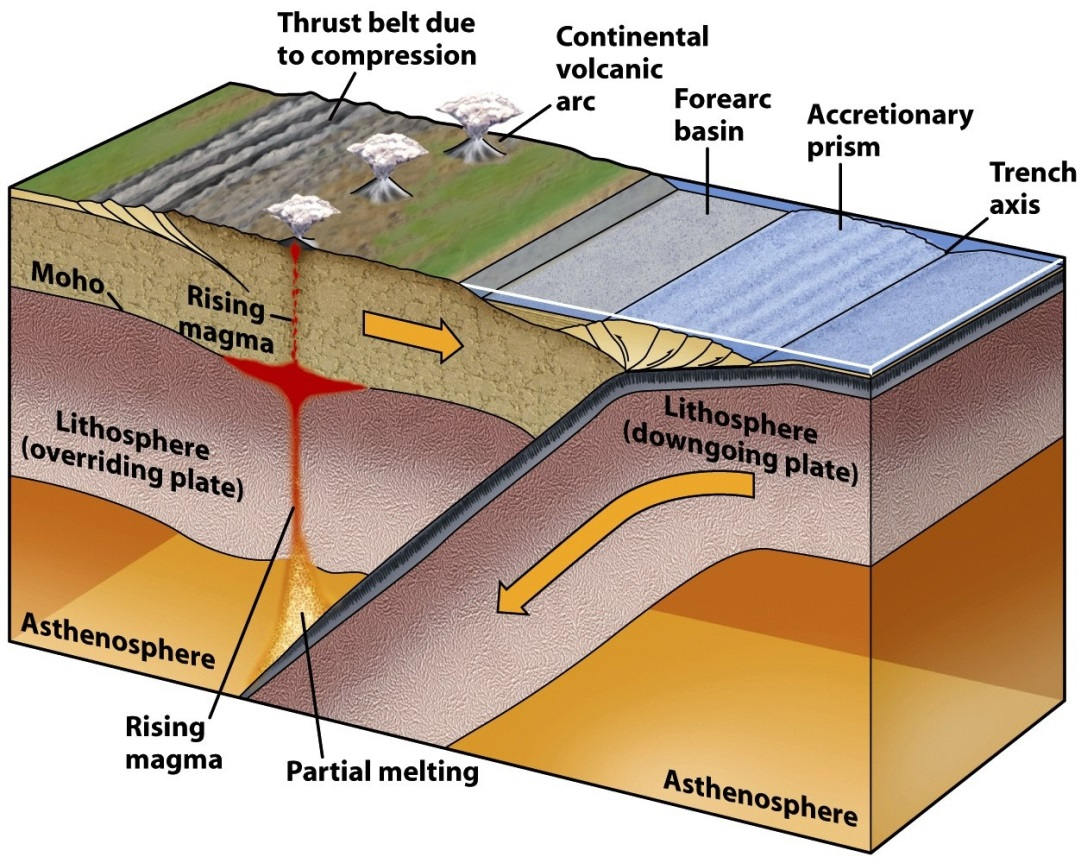 Thrust belt due
to compression
Continental
volcanic
arc
Forearc
basin
Accretionary
prism
Trench
axis
Moho
Rising
magma
Lithosphere
(overriding plate)
Lithosphere
(downgoing plate)
Asthenosphere
Rising
magma
Partial melting
Asthenosphere